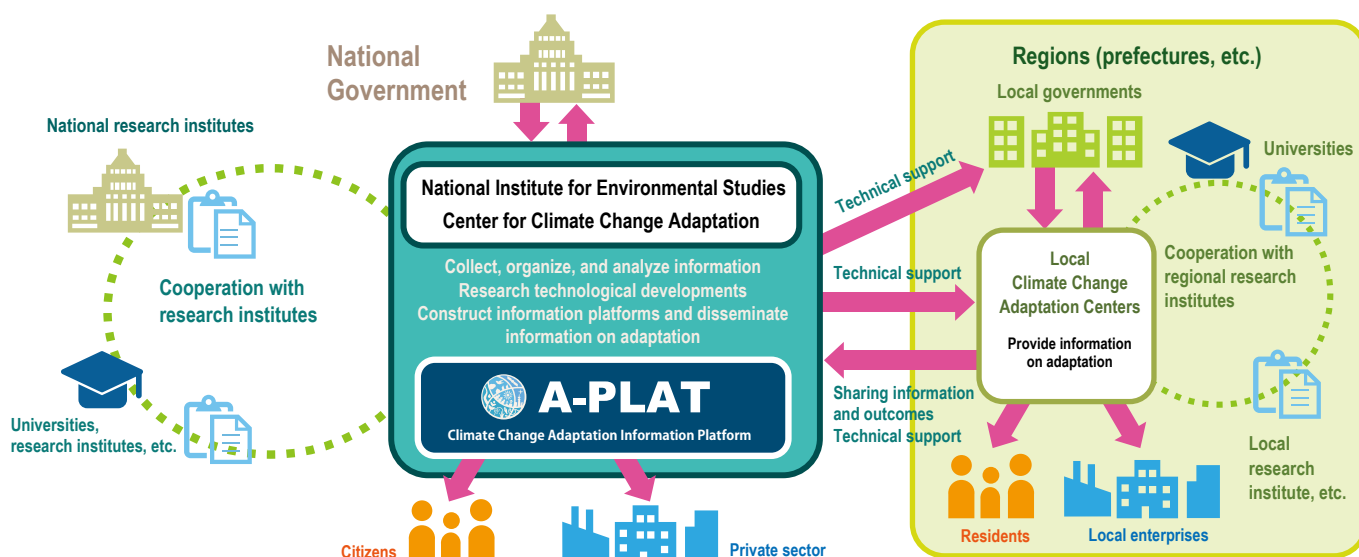 National
Government
National research institutes
Cooperation with
research institutes
Universities,
research institutes, etc.
National Institute for Environmental Studies
Center for Climate Change Adaptation
Collect, organize, and analyze information
Research technological developments
Construct information platforms and disseminate
information on adaptation
A-PLAT
Climate Change Adaptation Information Platform
Citizens
Private sector
Technical support
Technical support
Sharing information
and outcomes
Technical support
Regions (prefectures, etc.)
Local governments
Universities
Local
Climate Change
Adaptation Centers
Provide information
on adaptation
Cooperation with
regional research
institutes
Local
research
institute, etc.
Residents
Local enterprises